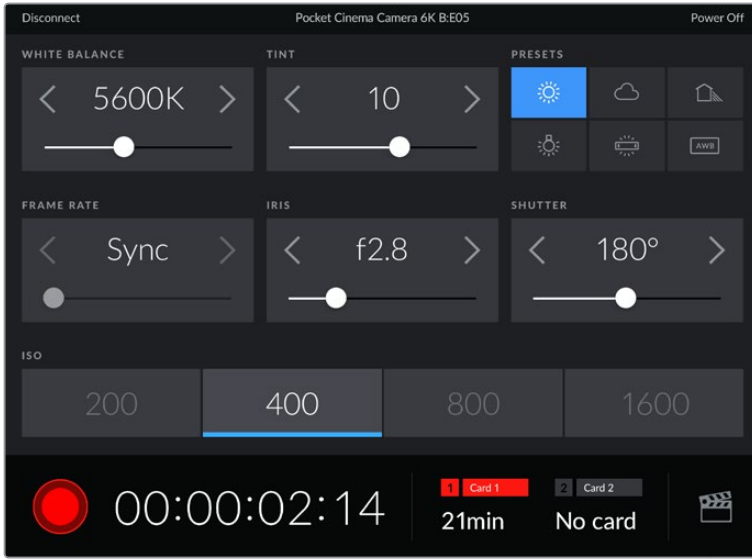 Disconnect Pocket Cinema Camera 6K B:E05 Power Off
WHITE BALANCE TINT PRESETS
5600K 10
AWB
FRAME RATE IRIS SHUTTER
Sync f2.8 180°
ISO
200 400 800 1600
1 Card 1 2 Card 2
00:00:02:14 21min No card